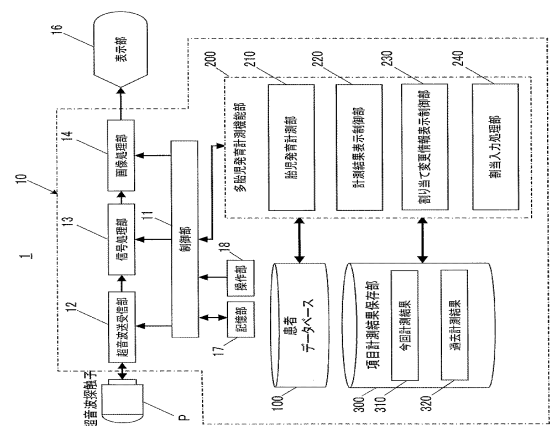 1
10
超音波探触子
P
12
超音波送受信部
13
信号処理部
14
画像処理部
16
表示部
11
制御部
17
記憶部
18
操作部
100
患者
データベース
300
項目計測結果保存部
310
今回計測結果
320
過去計測結果
200
多胎児発育計測機能部
210
胎児発育計測部
220
計測結果表示制御部
230
割り当て変更情報表示制御部
240
割当入力処理部